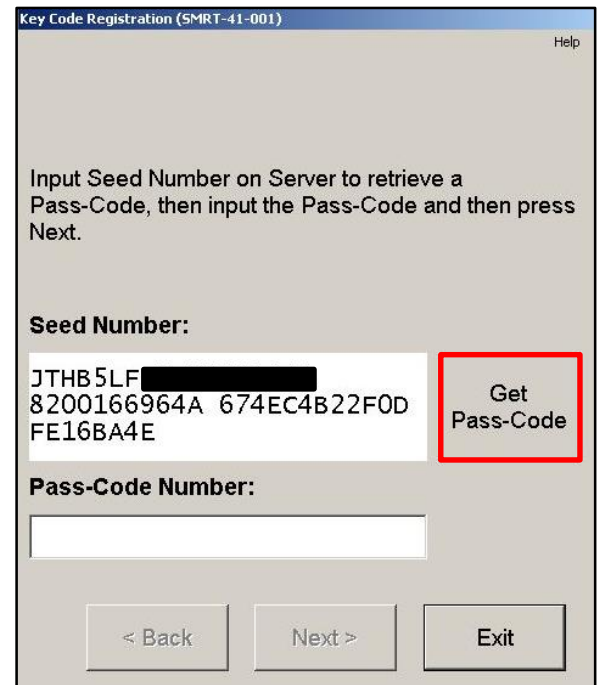 Key Code Registration (SMRT-41-001)
Help
Input Seed Number on Server to retrieve a
Pass-Code, then input the Pass-Code and then press
Next.
Seed Number:
JTHB5LF
8200166964A 674EC4B22F0D
FE16BA4E
Get
Pass-Code
Pass-Code Number:
< Back
Next >
Exit